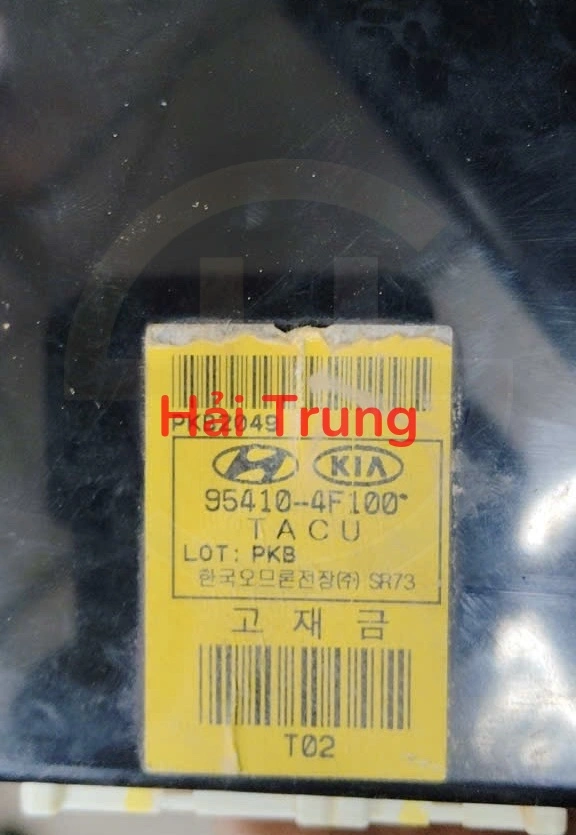 PKBZ049
Hải Trung
KIA
95410-4F100
TACU
LOT: PKB
한국오므론전장(주) SR73
고재금
T02